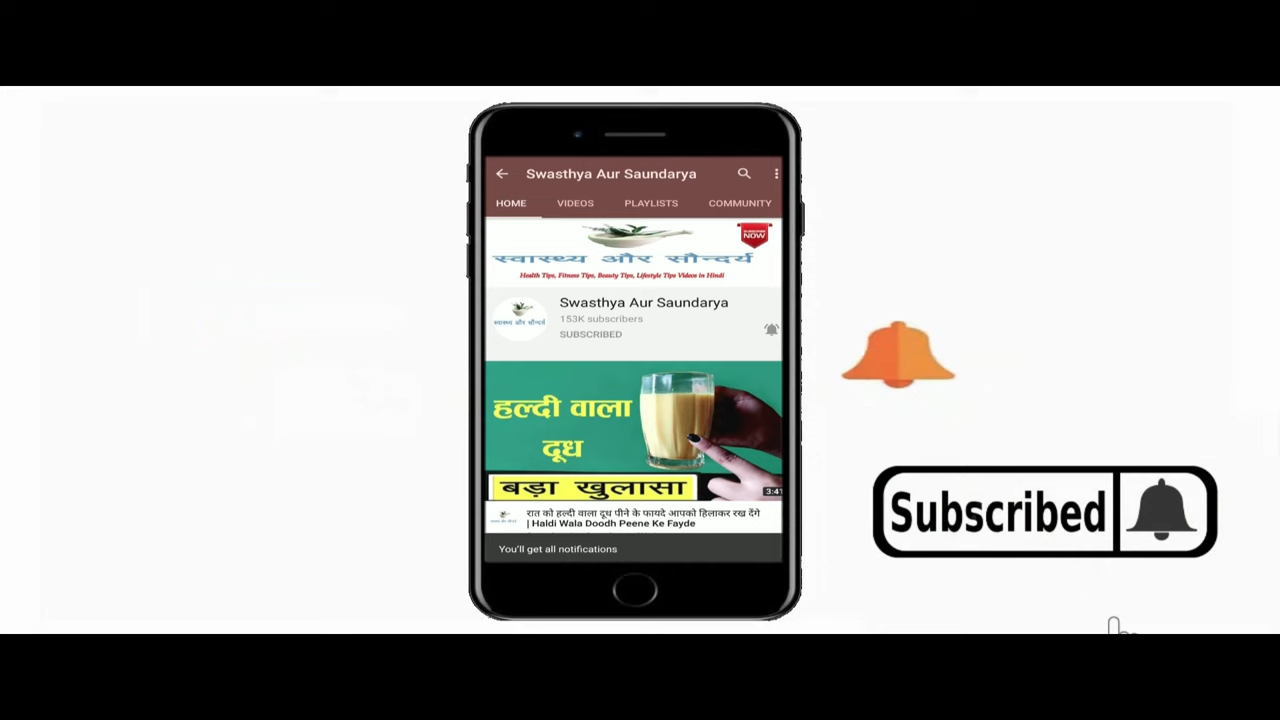 Swasthya Aur Saundarya
HOME VIDEOS PLAYLISTS COMMUNITY
NOW
स्वास्थ्य और सौन्दर्य
Health Tips, Fitness Tips, Beauty Tips, Lifestyle Tips Videos in Hindi
Swasthya Aur Saundarya
153K subscribers
SUBSCRIBED
स्वास्थ्य और सौन्दर्य
हल्दी वाला
दूध
बड़ा खुलासा
3:41
रात को हल्दी वाला दूध पीने के फायदे आपको हिलाकर रख देंगे
| Haldi Wala Doodh Peene Ke Fayde
You'll get all notifications
Subscribed